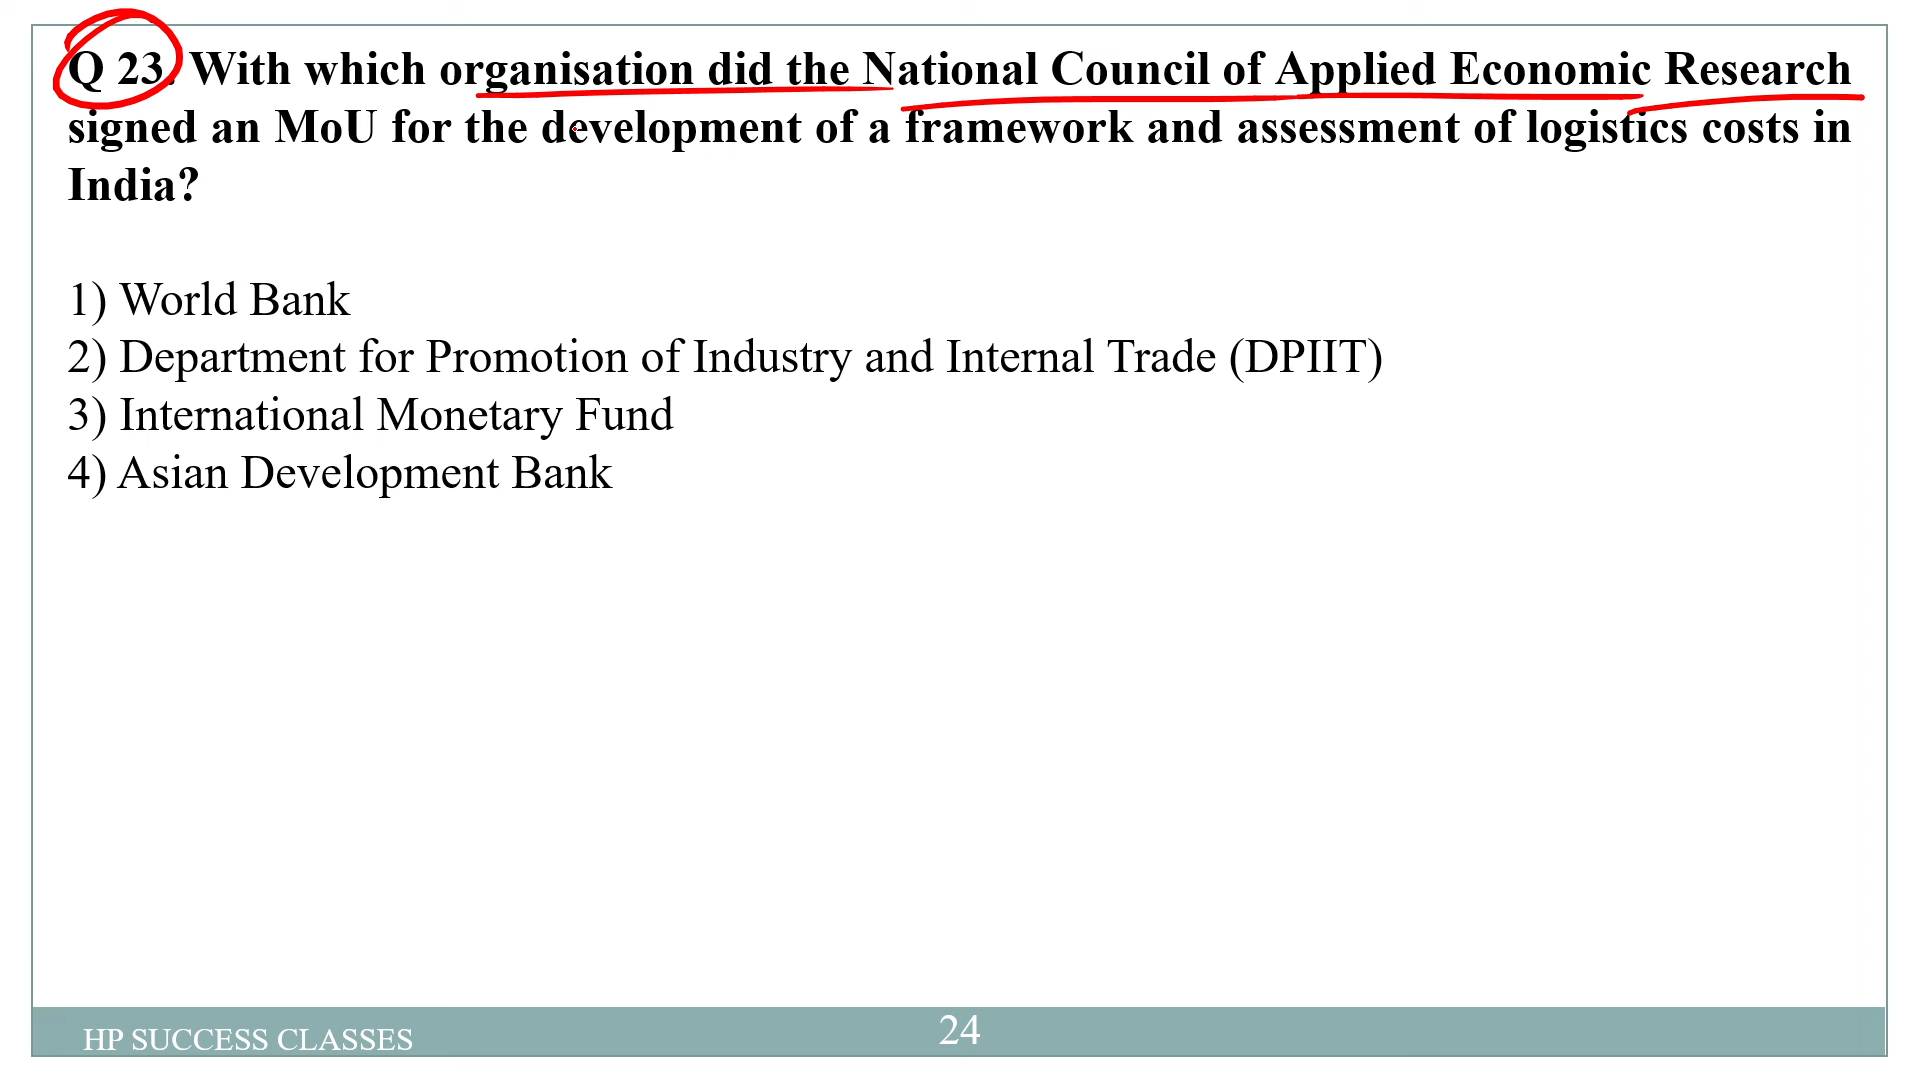 Q 23. With which organisation did the National Council of Applied Economic Research
signed an MoU for the development of a framework and assessment of logistics costs in
India?
1) World Bank
2) Department for Promotion of Industry and Internal Trade (DPIIT)
3) International Monetary Fund
4) Asian Development Bank
HP SUCCESS CLASSES
24